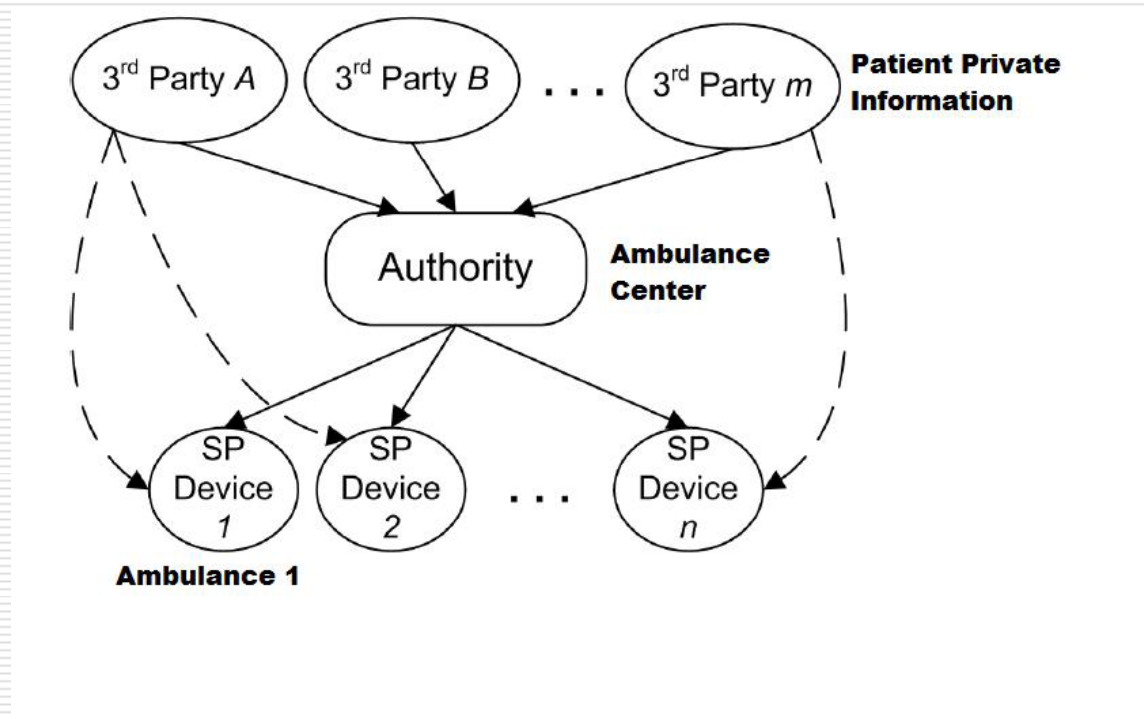 3rd Party A
3rd Party B
. . .
3rd Party m
Patient Private
Information
Authority
Ambulance
Center
SP
Device
1
SP
Device
2
. . .
SP
Device
n
Ambulance 1